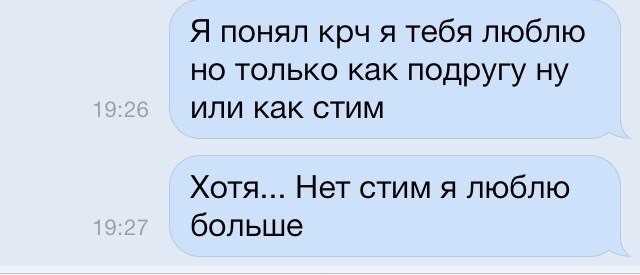 Я понял крч я тебя люблю
но только как подругу ну
или как стим
19:26
Хотя... Нет стим я люблю
больше
19:27